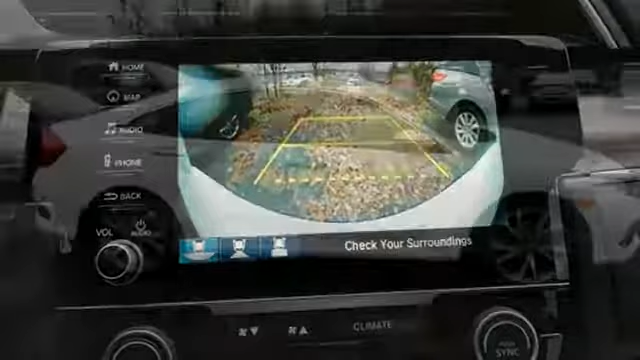 HOME
MAP
AUDIO
PHONE
BACK
VOL AUDIO
Check Your Surroundings
CLIMATE
SYNC